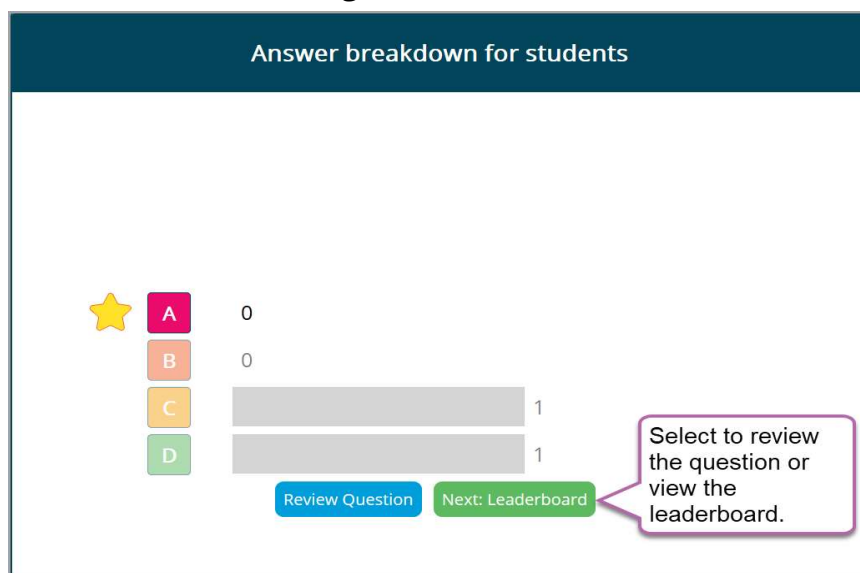 Answer breakdown for students
A 0
B 0
C 1
D 1
Review Question Next: Leaderboard
Select to review
the question or
view the
leaderboard.